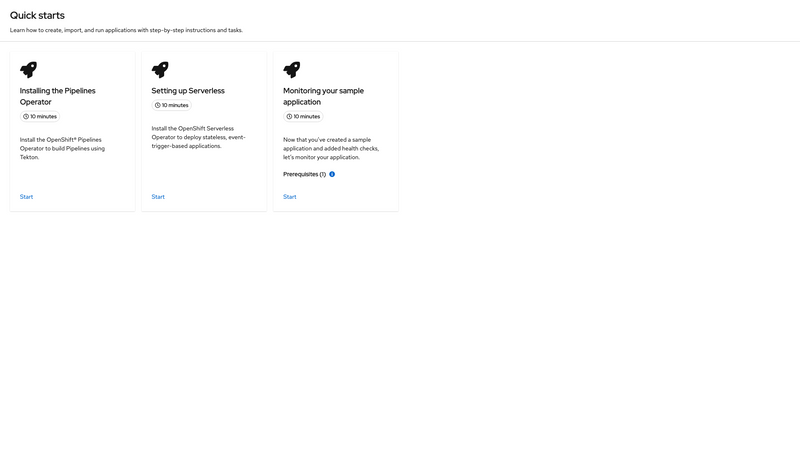 Quick starts
Learn how to create, import, and run applications with step-by-step instructions and tasks.
Installing the Pipelines
Operator
10 minutes
Install the OpenShift® Pipelines
Operator to build Pipelines using
Tekton.
Start
Setting up Serverless
10 minutes
Install the OpenShift Serverless
Operator to deploy stateless, event-
trigger-based applications.
Start
Monitoring your sample
application
10 minutes
Now that you've created a sample
application and added health checks,
let's monitor your application.
Prerequisites (1)
Start